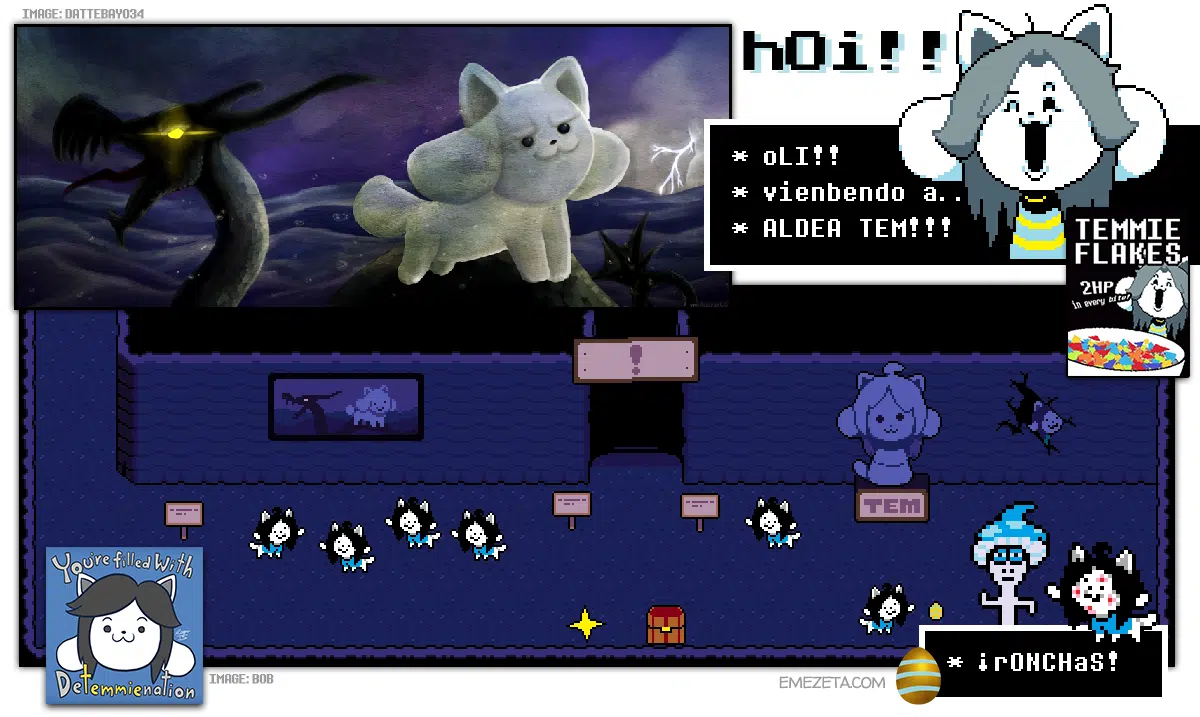 IMAGE: DATTEBAYO34
hOi!!
* oLI!!
* vienbendo a..
* ALDEA TEM!!!
TEMMIE
FLAKES
2HP
in every bite!
!
TEM
You're filled With
Detemmienation
IMAGE: BOB
* ¡rONCHaS!
EMEZETA.COM